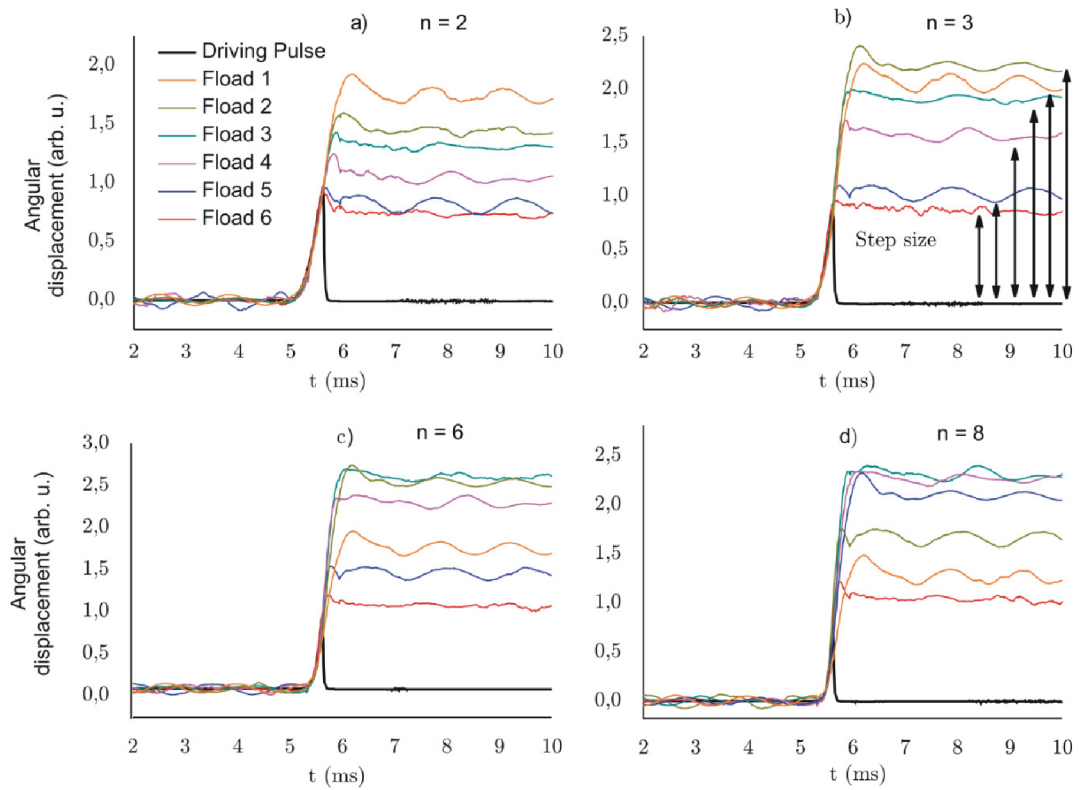 a) n = 2
Angular
displacement (arb. u.)
2,0
1,5
1,0
0,5
0,0
Driving Pulse
Fload 1
Fload 2
Fload 3
Fload 4
Fload 5
Fload 6
2 3 4 5 6 7 8 9 10
t (ms)
b) n = 3
2,5
2,0
1,5
1,0
0,5
0,0
Step size
2 3 4 5 6 7 8 9 10
t (ms)
c) n = 6
Angular
displacement (arb. u.)
3,0
2,5
2,0
1,5
1,0
0,5
0,0
2 3 4 5 6 7 8 9 10
t (ms)
d) n = 8
2,5
2,0
1,5
1,0
0,5
0,0
2 3 4 5 6 7 8 9 10
t (ms)